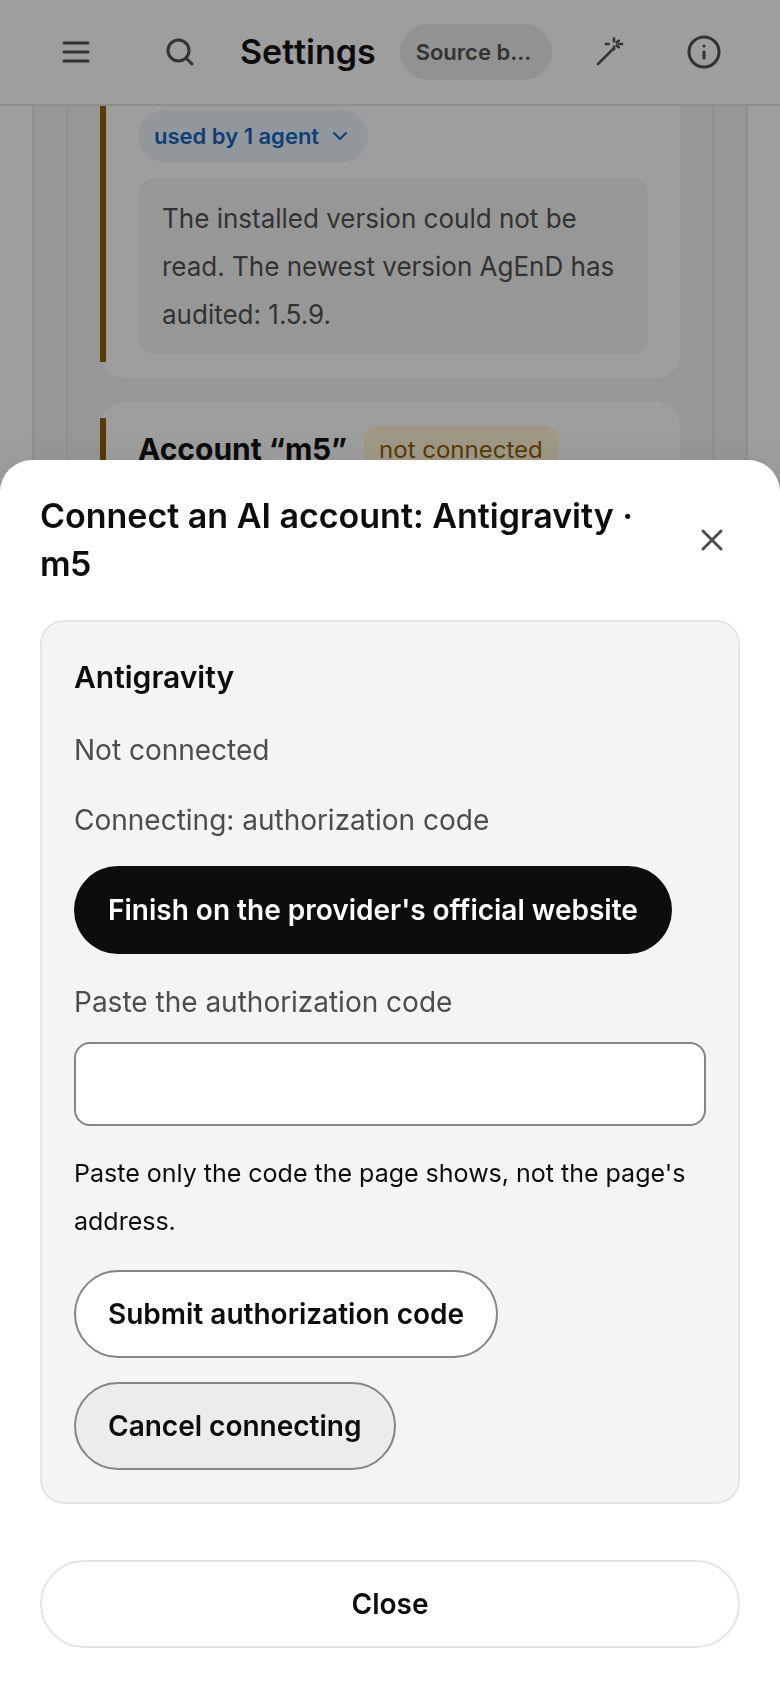 Settings
Source b...
used by 1 agent
The installed version could not be
read. The newest version AgEnD has
audited: 1.5.9.
Account “m5”
not connected
Connect an AI account: Antigravity ·
m5
Antigravity
Not connected
Connecting: authorization code
Finish on the provider's official website
Paste the authorization code
Paste only the code the page shows, not the page's
address.
Submit authorization code
Cancel connecting
Close